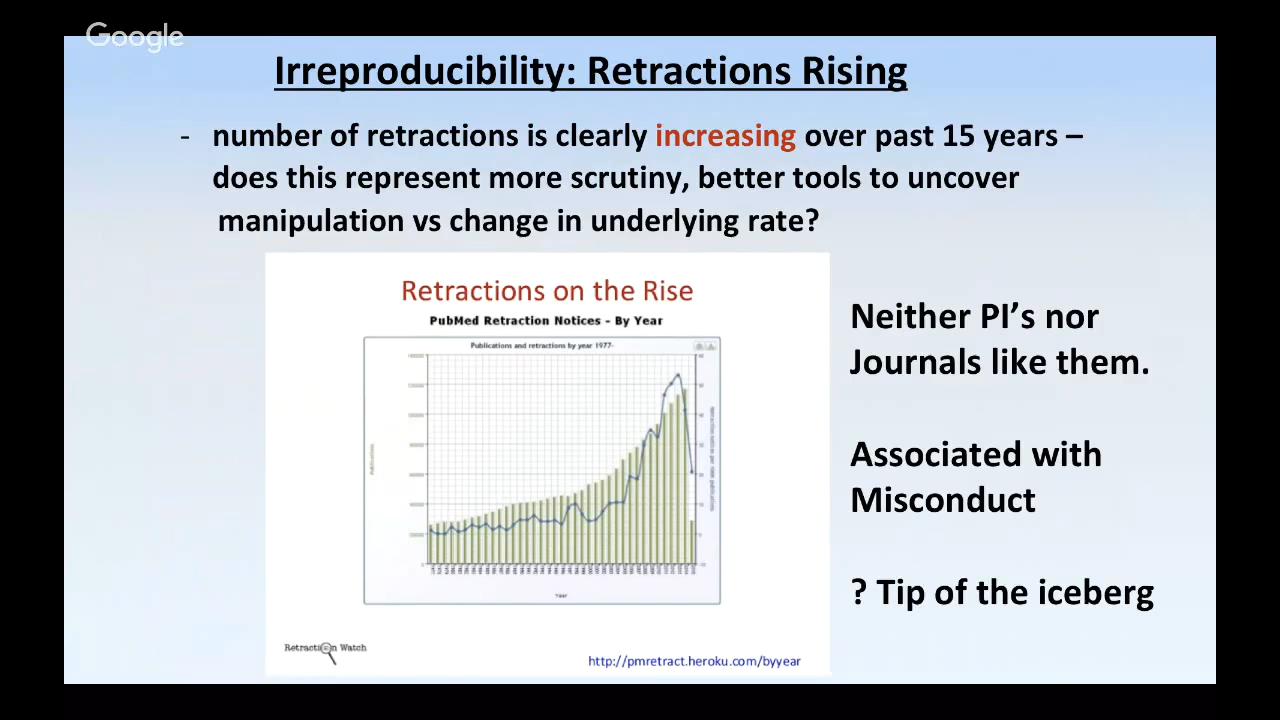 Google
Irreproducibility: Retractions Rising
- number of retractions is clearly increasing over past 15 years –
does this represent more scrutiny, better tools to uncover
manipulation vs change in underlying rate?
Retractions on the Rise
PubMed Retraction Notices - By Year
Publications and retractions by year 1977-
Publications
Year
Retraction Watch
http://pmretract.heroku.com/byyear
Neither PI’s nor
Journals like them.
Associated with
Misconduct
? Tip of the iceberg